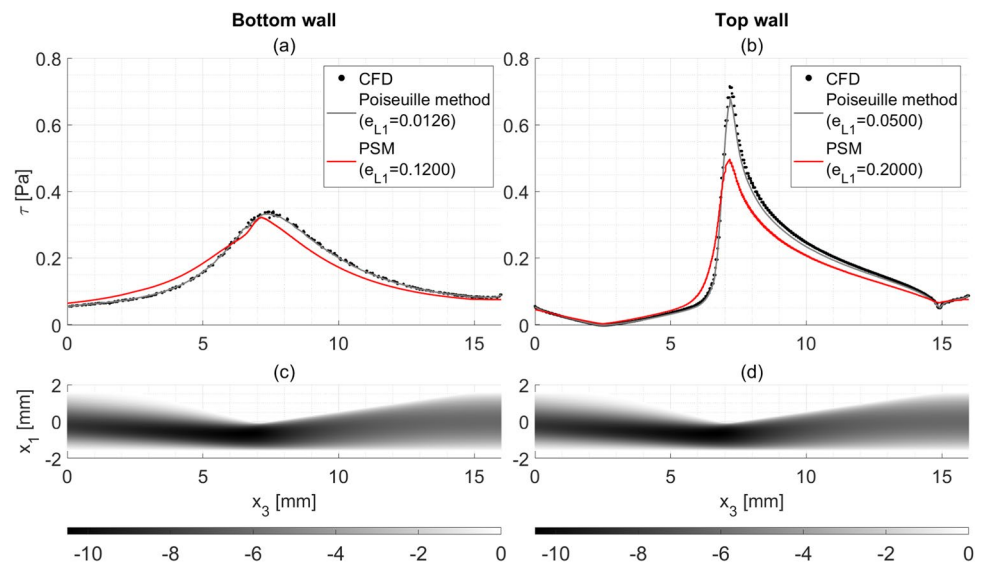 Bottom wall
Top wall
(a)
(b)
0.8
0.6
0.4
0.2
0
τ [Pa]
CFD
Poiseuille method
(e_L1=0.0126)
PSM
(e_L1=0.1200)
0 5 10 15
0.8
0.6
0.4
0.2
0
CFD
Poiseuille method
(e_L1=0.0500)
PSM
(e_L1=0.2000)
0 5 10 15
(c)
(d)
2
0
-2
x_1 [mm]
0 5 10 15
x_3 [mm]
2
0
-2
0 5 10 15
x_3 [mm]
-10 -8 -6 -4 -2 0
-10 -8 -6 -4 -2 0